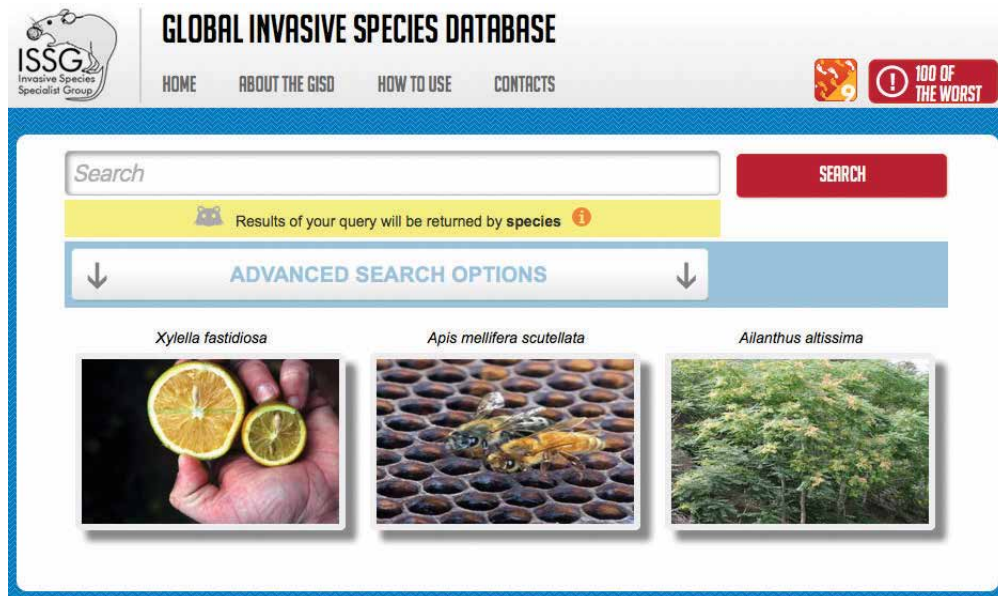 ISSG
Invasive Species
Specialist Group
GLOBAL INVASIVE SPECIES DATABASE
HOME ABOUT THE GISD HOW TO USE CONTACTS
9
100 OF
THE WORST
Search
SEARCH
Results of your query will be returned by species
ADVANCED SEARCH OPTIONS
Xylella fastidiosa Apis mellifera scutellata Ailanthus altissima